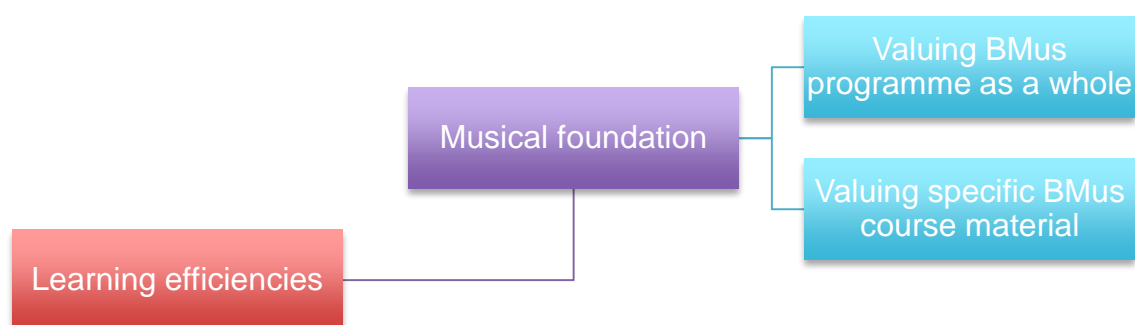 Valuing BMus
programme as a whole
Musical foundation
Valuing specific BMus
course material
Learning efficiencies